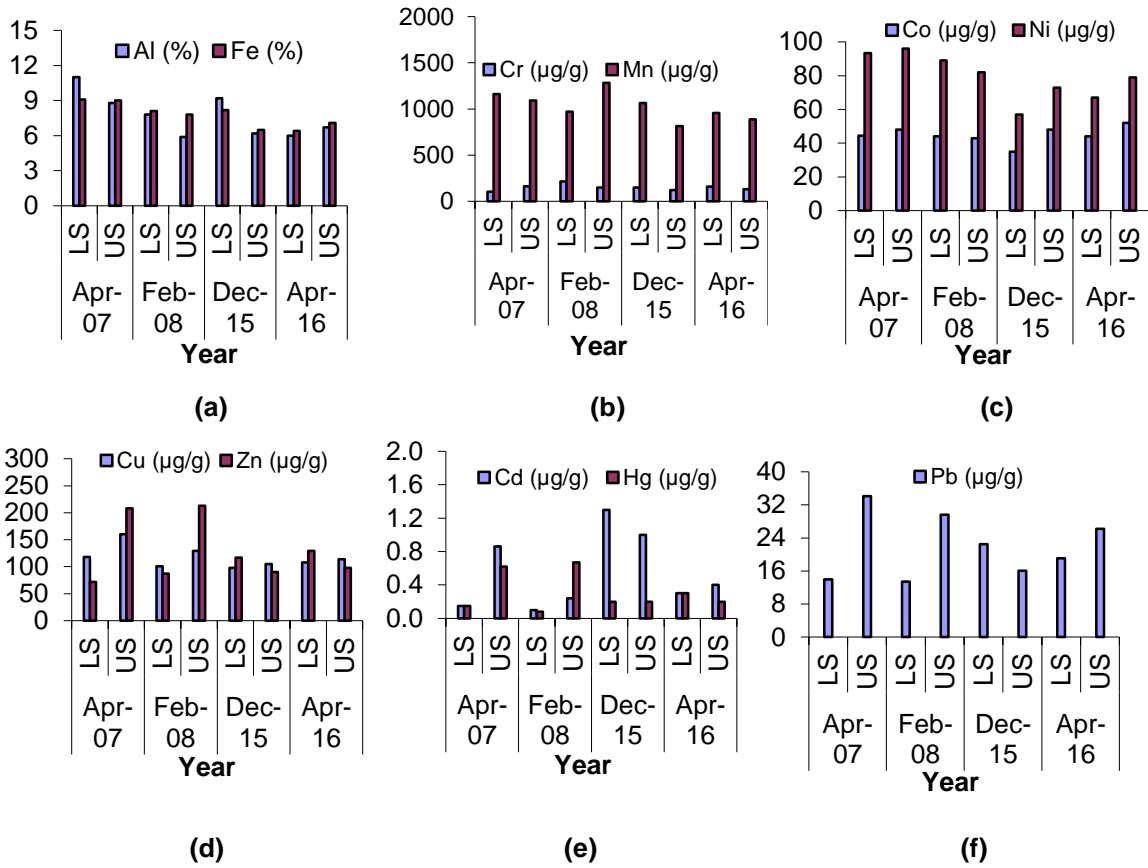 15
12
9
6
3
0
Al (%) Fe (%)
LS US LS US LS US LS US
Apr-07 Feb-08 Dec-15 Apr-16
Year
(a)
2000
1500
1000
500
0
Cr (µg/g) Mn (µg/g)
LS US LS US LS US LS US
Apr-07 Feb-08 Dec-15 Apr-16
Year
(b)
100
80
60
40
20
0
Co (µg/g) Ni (µg/g)
LS US LS US LS US LS US
Apr-07 Feb-08 Dec-15 Apr-16
Year
(c)
300
250
200
150
100
50
0
Cu (µg/g) Zn (µg/g)
LS US LS US LS US LS US
Apr-07 Feb-08 Dec-15 Apr-16
Year
(d)
2.0
1.6
1.2
0.8
0.4
0.0
Cd (µg/g) Hg (µg/g)
LS US LS US LS US LS US
Apr-07 Feb-08 Dec-15 Apr-16
Year
(e)
40
32
24
16
8
0
Pb (µg/g)
LS US LS US LS US LS US
Apr-07 Feb-08 Dec-15 Apr-16
Year
(f)